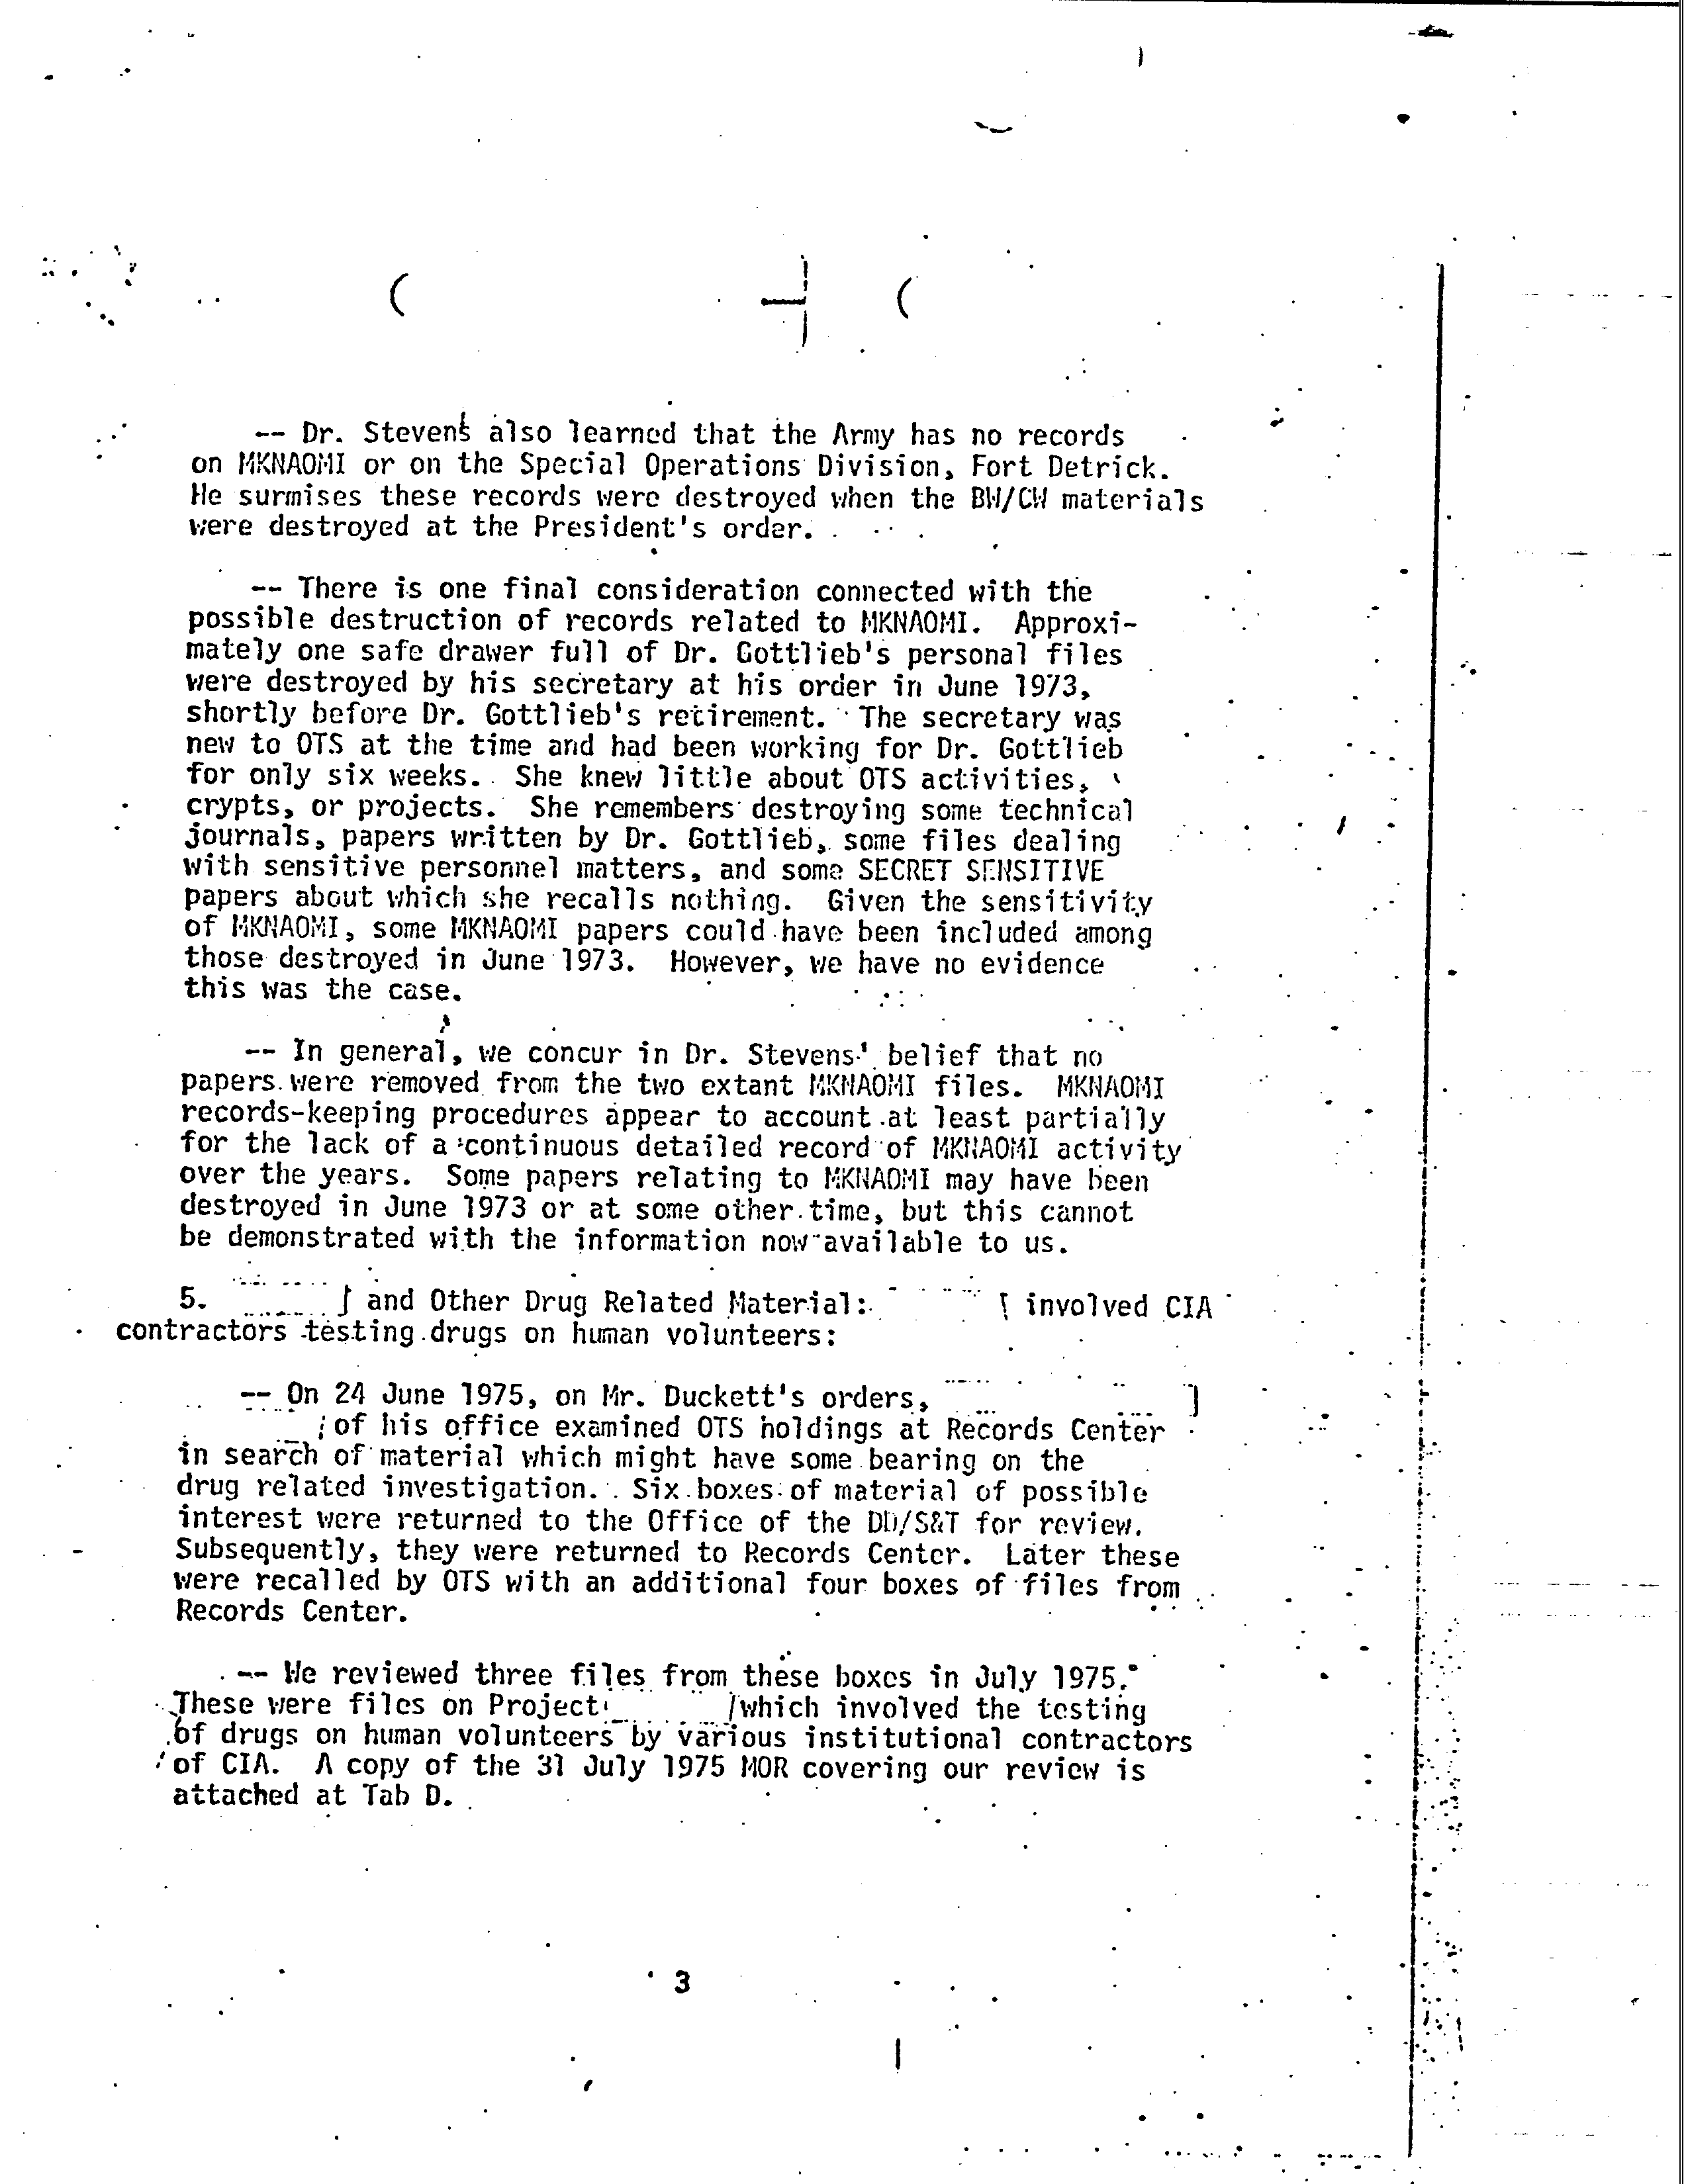 -- Dr. Stevens also learned that the Army has no records
on MKNAOMI or on the Special Operations Division, Fort Detrick.
He surmises these records were destroyed when the BW/CW materials
were destroyed at the President's order.
-- There is one final consideration connected with the
possible destruction of records related to MKNAOMI. Approxi-
mately one safe drawer full of Dr. Gottlieb's personal files
were destroyed by his secretary at his order in June 1973,
shortly before Dr. Gottlieb's retirement. The secretary was
new to OTS at the time and had been working for Dr. Gottlieb
for only six weeks. She knew little about OTS activities,
crypts, or projects. She remembers destroying some technical
journals, papers written by Dr. Gottlieb, some files dealing
with sensitive personnel matters, and some SECRET SENSITIVE
papers about which she recalls nothing. Given the sensitivity
of MKNAOMI, some MKNAOMI papers could have been included among
those destroyed in June 1973. However, we have no evidence
this was the case.
-- In general, we concur in Dr. Stevens' belief that no
papers were removed from the two extant MKNAOMI files. MKNAOMI
records-keeping procedures appear to account at least partially
for the lack of a continuous detailed record of MKNAOMI activity
over the years. Some papers relating to MKNAOMI may have been
destroyed in June 1973 or at some other time, but this cannot
be demonstrated with the information now available to us.
5. ] and Other Drug Related Material: [ involved CIA
contractors testing drugs on human volunteers:
-- On 24 June 1975, on Mr. Duckett's orders, ]
of his office examined OTS holdings at Records Center
in search of material which might have some bearing on the
drug related investigation. Six boxes of material of possible
interest were returned to the Office of the DD/S&T for review.
Subsequently, they were returned to Records Center. Later these
were recalled by OTS with an additional four boxes of files from
Records Center.
-- We reviewed three files from these boxes in July 1975.
These were files on Project which involved the testing
of drugs on human volunteers by various institutional contractors
of CIA. A copy of the 31 July 1975 MOR covering our review is
attached at Tab D.
3